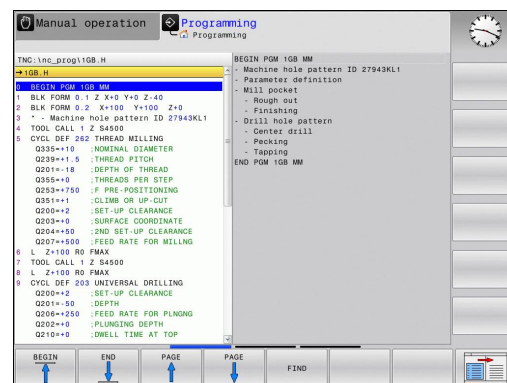 Manual operation
Programming
Programming
TNC:\nc_prog\1GB.H
→1GB.H
0 BEGIN PGM 1GB MM
1 BLK FORM 0.1 Z X+0 Y+0 Z-40
2 BLK FORM 0.2 X+100 Y+100 Z+0
3 * - Machine hole pattern ID 27943KL1
4 TOOL CALL 1 Z S4500
5 CYCL DEF 262 THREAD MILLING
Q335=+10 ;NOMINAL DIAMETER
Q239=+1.5 ;THREAD PITCH
Q201=-18 ;DEPTH OF THREAD
Q355=+0 ;THREADS PER STEP
Q253=+750 ;F PRE-POSITIONING
Q351=+1 ;CLIMB OR UP-CUT
Q200=+2 ;SET-UP CLEARANCE
Q203=+0 ;SURFACE COORDINATE
Q204=+50 ;2ND SET-UP CLEARANCE
Q207=+500 ;FEED RATE FOR MILLNG
6 L Z+100 R0 FMAX
7 TOOL CALL 1 Z S4500
8 L Z+100 R0 FMAX
9 CYCL DEF 203 UNIVERSAL DRILLING
Q200=+2 ;SET-UP CLEARANCE
Q201=-50 ;DEPTH
Q206=+250 ;FEED RATE FOR PLNGNG
Q202=+0 ;PLUNGING DEPTH
Q210=+0 ;DWELL TIME AT TOP
BEGIN PGM 1GB MM
- Machine hole pattern ID 27943KL1
- Parameter definition
- Mill pocket
- Rough out
- Finishing
- Drill hole pattern
- Center drill
- Pecking
- Tapping
END PGM 1GB MM
BEGIN
END
PAGE
PAGE
FIND